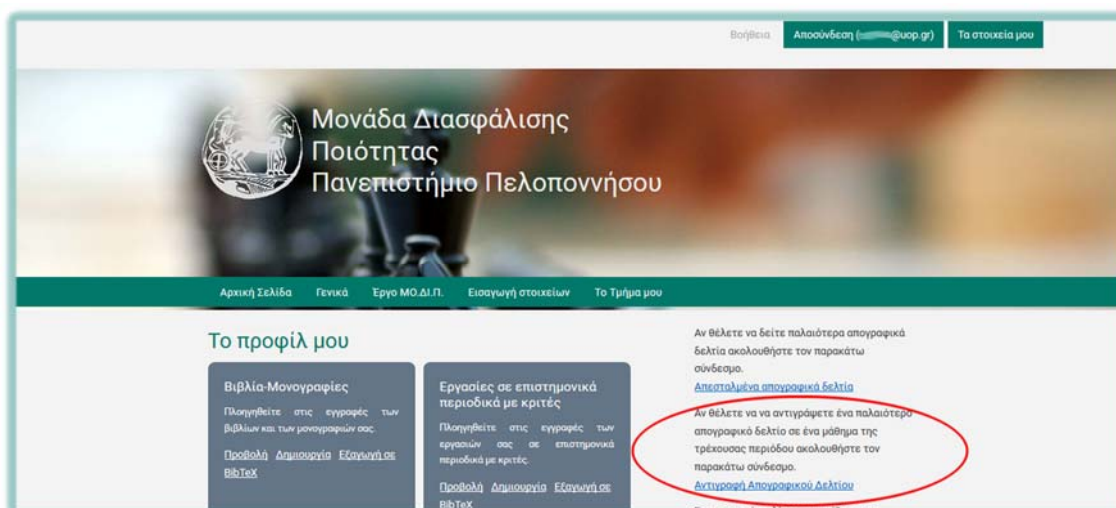 Βοήθεια
Αποσύνδεση (@uop.gr)
Τα στοιχεία μου
Μονάδα Διασφάλισης
Ποιότητας
Πανεπιστήμιο Πελοποννήσου
Αρχική Σελίδα Γενικά Έργο ΜΟ.ΔΙ.Π. Εισαγωγή στοιχείων Το Τμήμα μου
Το προφίλ μου
Βιβλία-Μονογραφίες
Πλοηγηθείτε στις εγγραφές των
βιβλίων και των μονογραφιών σας.
Προβολή Δημιουργία Εξαγωγή σε
BibTeX
Εργασίες σε επιστημονικά
περιοδικά με κριτές
Πλοηγηθείτε στις εγγραφές των
εργασιών σας σε επιστημονικά
περιοδικά με κριτές.
Προβολή Δημιουργία Εξαγωγή σε
BibTeX
Αν θέλετε να δείτε παλαιότερα απογραφικά
δελτία ακολουθήστε τον παρακάτω
σύνδεσμο.
Απεσταλμένα απογραφικά δελτία
Αν θέλετε να να αντιγράψετε ένα παλαιότερο
απογραφικό δελτίο σε ένα μάθημα της
τρέχουσας περιόδου ακολουθήστε τον
παρακάτω σύνδεσμο.
Αντιγραφή Απογραφικού Δελτίου